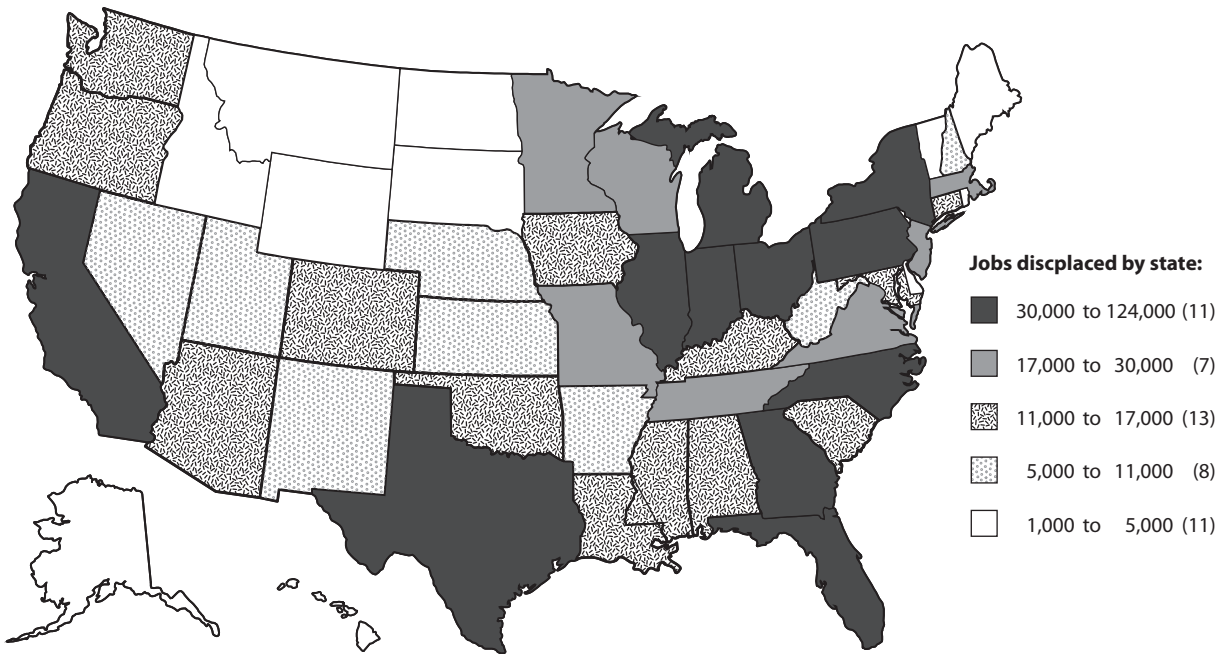 Jobs discplaced by state:
30,000 to 124,000 (11)
17,000 to 30,000 (7)
11,000 to 17,000 (13)
5,000 to 11,000 (8)
1,000 to 5,000 (11)